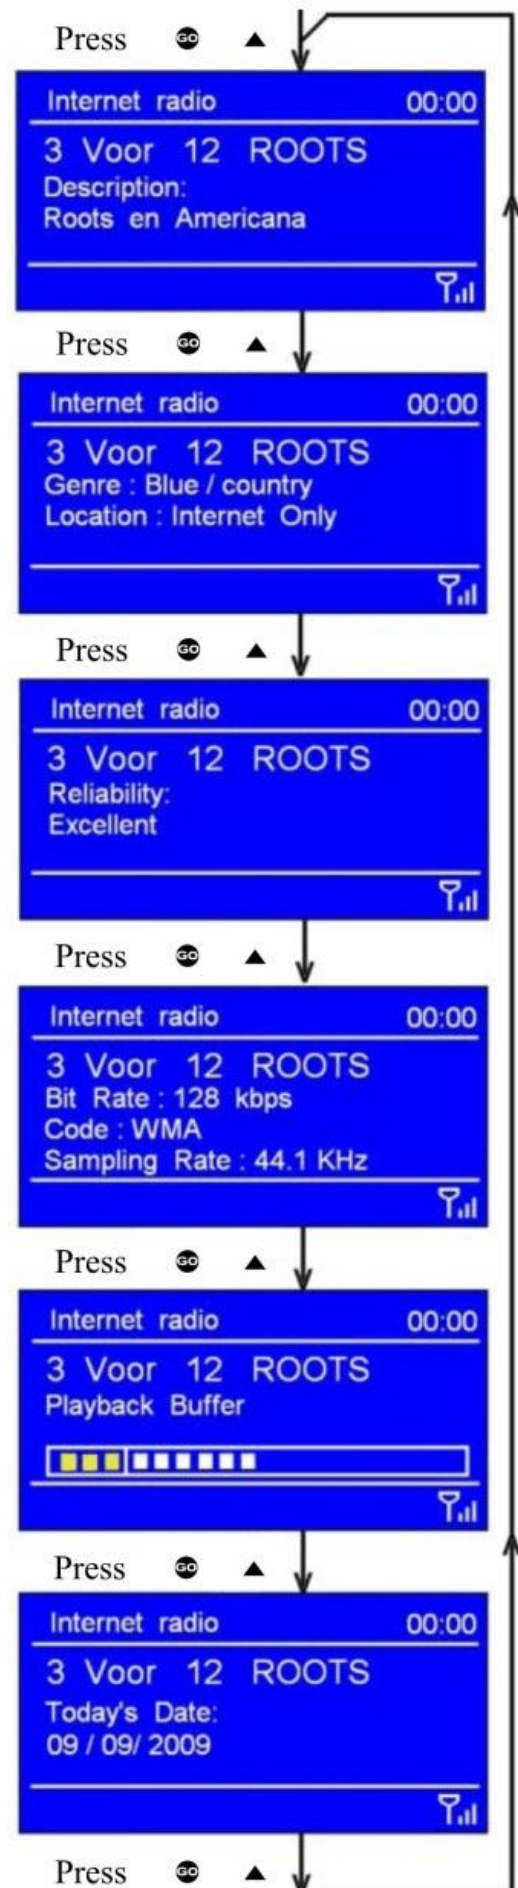 Press GO ▲
Internet radio 00:00
3 Voor 12 ROOTS
Description:
Roots en Americana
Press GO ▲
Internet radio 00:00
3 Voor 12 ROOTS
Genre : Blue / country
Location : Internet Only
Press GO ▲
Internet radio 00:00
3 Voor 12 ROOTS
Reliability:
Excellent
Press GO ▲
Internet radio 00:00
3 Voor 12 ROOTS
Bit Rate : 128 kbps
Code : WMA
Sampling Rate : 44.1 KHz
Press GO ▲
Internet radio 00:00
3 Voor 12 ROOTS
Playback Buffer
Press GO ▲
Internet radio 00:00
3 Voor 12 ROOTS
Today's Date:
09 / 09/ 2009
Press GO ▲